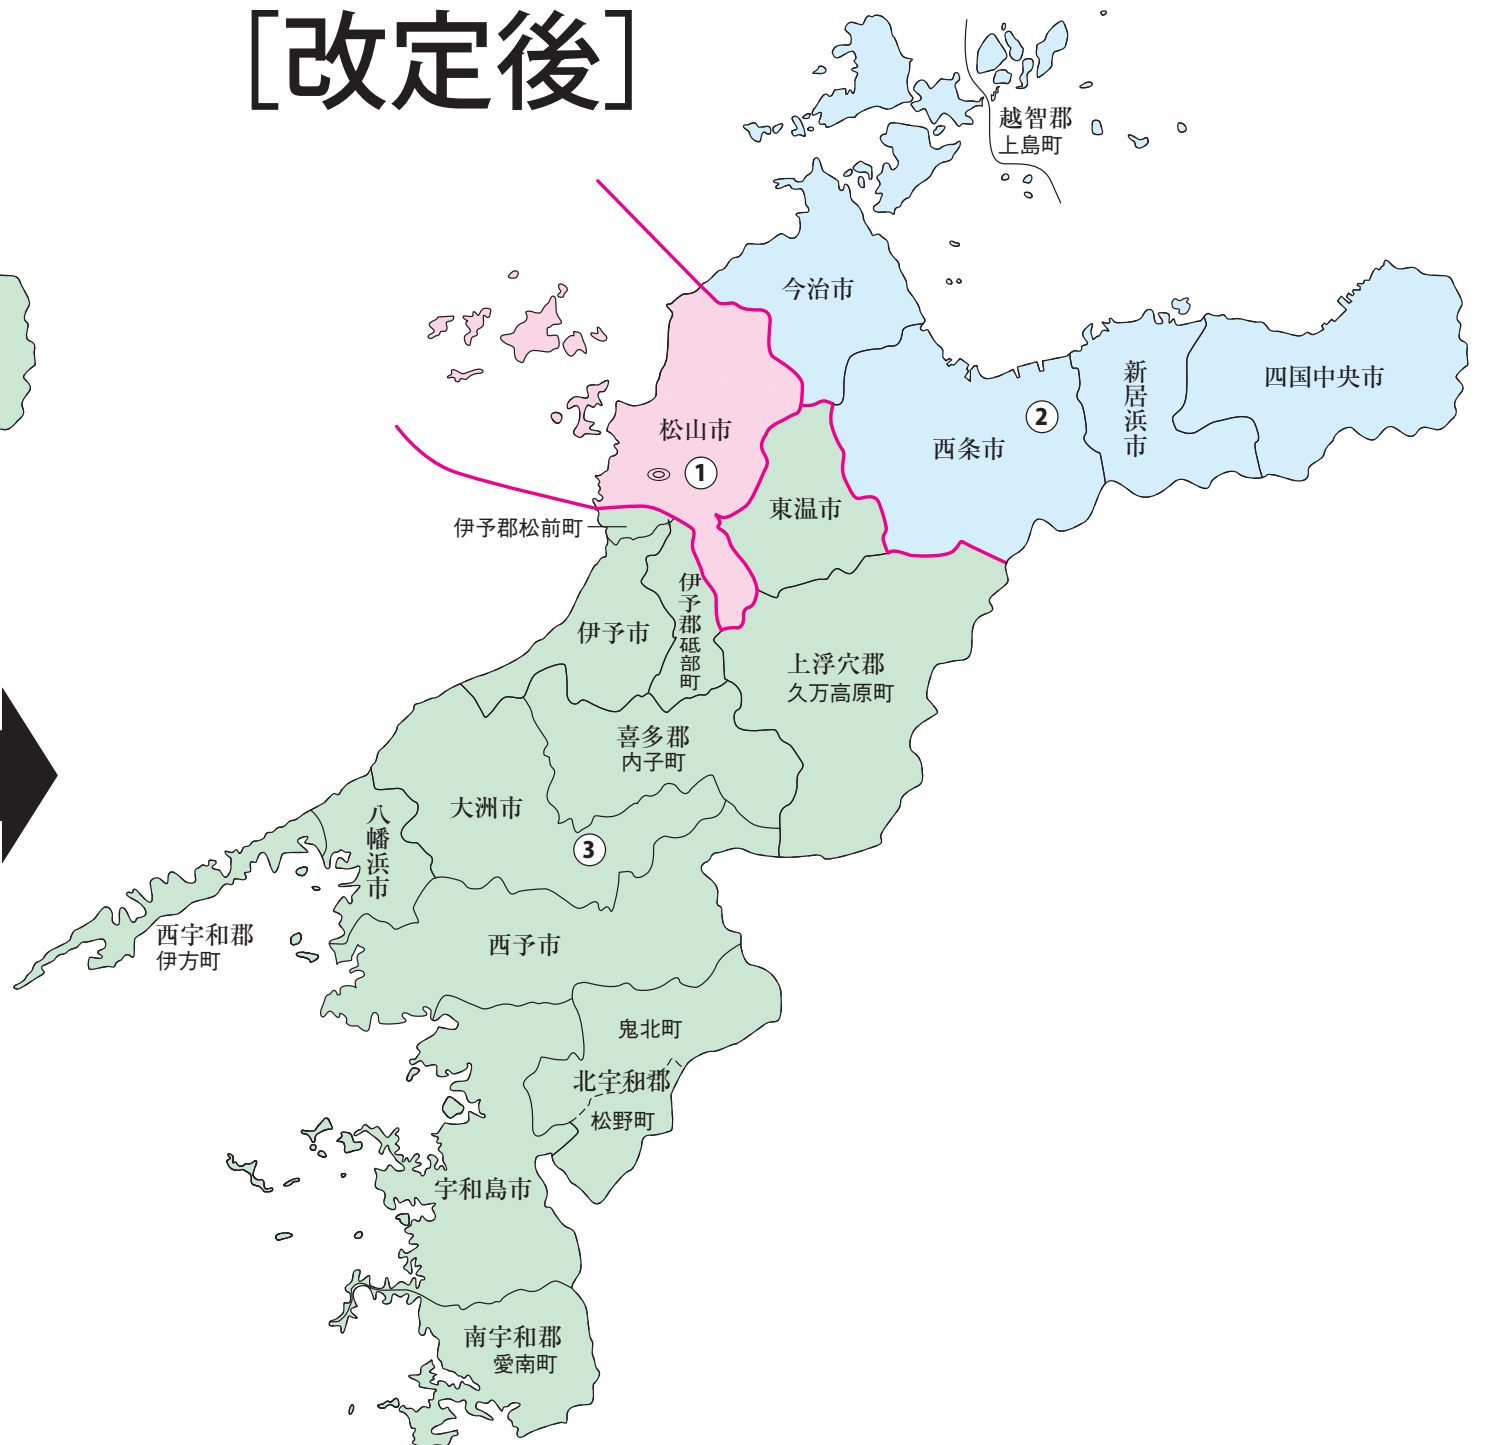 [改定後]
越智郡
上島町
今治市
新居浜市
四国中央市
松山市
①
②
西条市
東温市
伊予郡松前町
伊予郡砥部町
伊予市
上浮穴郡
久万高原町
喜多郡
内子町
大洲市
八幡浜市
③
西宇和郡
伊方町
西予市
鬼北町
北宇和郡
松野町
宇和島市
南宇和郡
愛南町